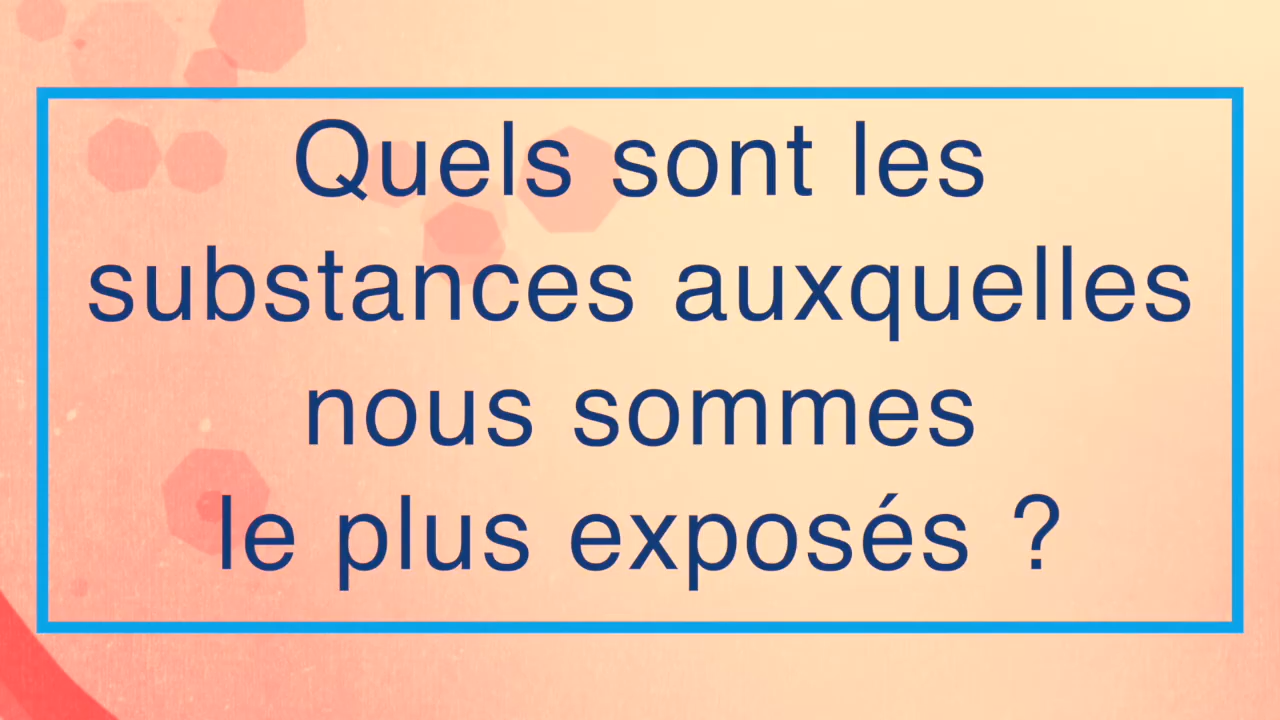 Quels sont les
substances auxquelles
nous sommes
le plus exposés ?